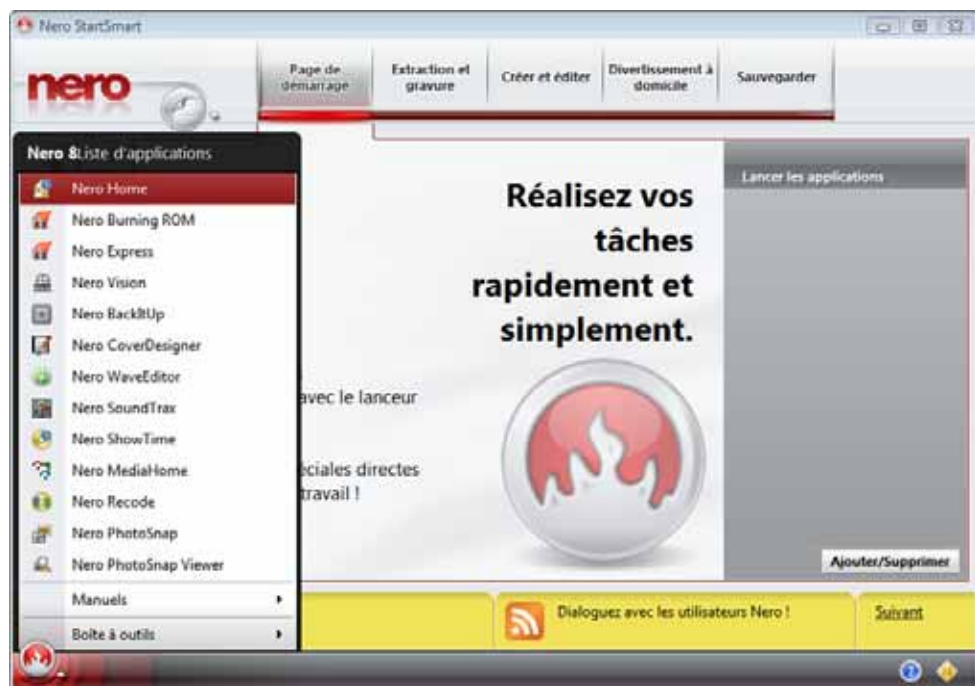 Nero StartSmart
nero
Page de
démarrage
Extraction et
gravure
Créer et éditer
Divertissement à
domicile
Sauvegarder
Nero 8 Liste d'applications
Nero Home
Nero Burning ROM
Nero Express
Nero Vision
Nero BackItUp
Nero CoverDesigner
Nero WaveEditor
Nero SoundTrax
Nero ShowTime
Nero MediaHome
Nero Recode
Nero PhotoSnap
Nero PhotoSnap Viewer
Manuels
Boîte à outils
Réalisez vos
tâches
rapidement et
simplement.
avec le lanceur
éciales directes
travail !
Lancer les applications
Ajouter/Supprimer
Dialoguez avec les utilisateurs Nero !
Suivant